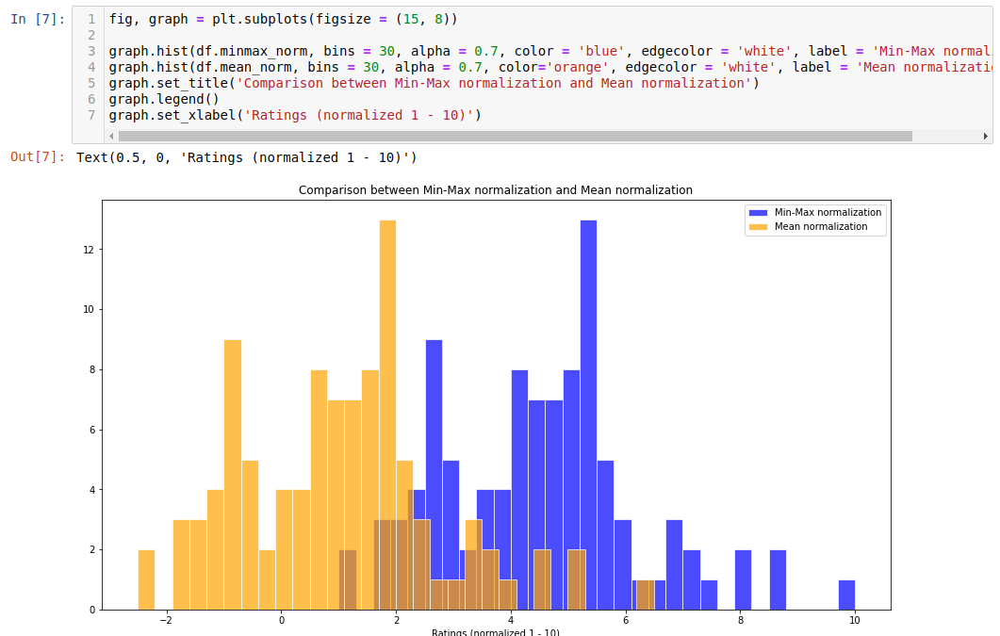 In [7]:
1 fig, graph = plt.subplots(figsize = (15, 8))
2
3 graph.hist(df.minmax_norm, bins = 30, alpha = 0.7, color = 'blue', edgecolor = 'white', label = 'Min-Max normal
4 graph.hist(df.mean_norm, bins = 30, alpha = 0.7, color='orange', edgecolor = 'white', label = 'Mean normalizati
5 graph.set_title('Comparison between Min-Max normalization and Mean normalization')
6 graph.legend()
7 graph.set_xlabel('Ratings (normalized 1 - 10)')
Out[7]: Text(0.5, 0, 'Ratings (normalized 1 - 10)')
Comparison between Min-Max normalization and Mean normalization
Min-Max normalization
Mean normalization
12
10
8
6
4
2
0
−2 0 2 4 6 8 10
Ratings (normalized 1 - 10)